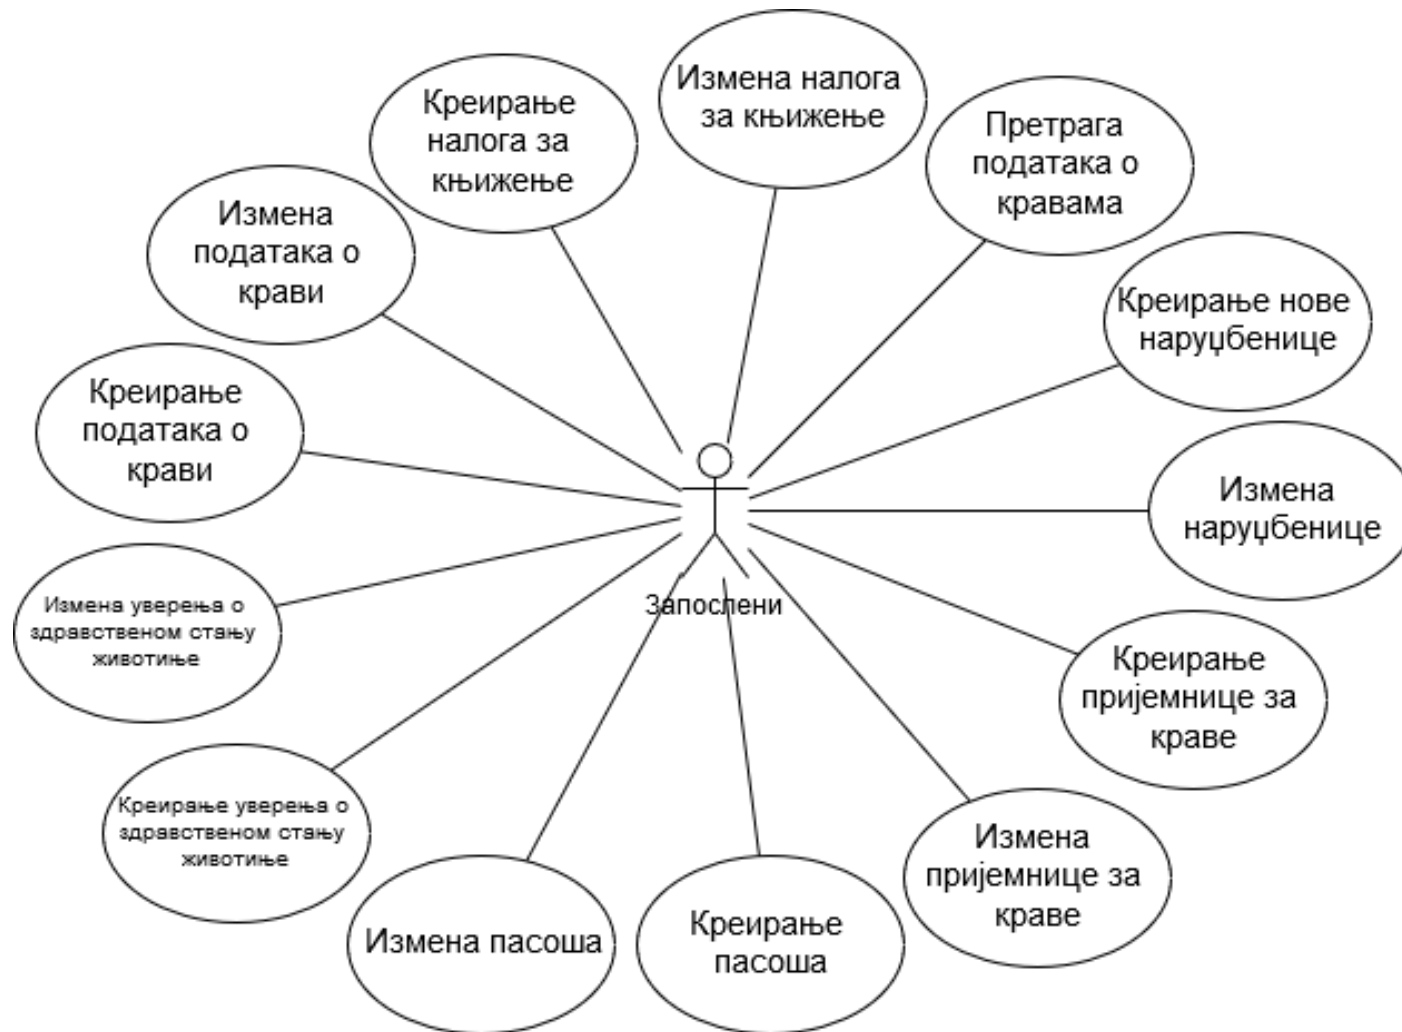 Измена налога
за књижење
Креирање
налога за
књижење
Претрага
података о
кравама
Измена
података о
крави
Креирање нове
наруџбенице
Креирање
података о
крави
Измена
наруџбенице
Запослени
Измена уверења о
здравственом стању
животиње
Креирање
пријемнице за
краве
Креирање уверења о
здравственом стању
животиње
Измена
пријемнице за
краве
Измена пасоша
Креирање
пасоша